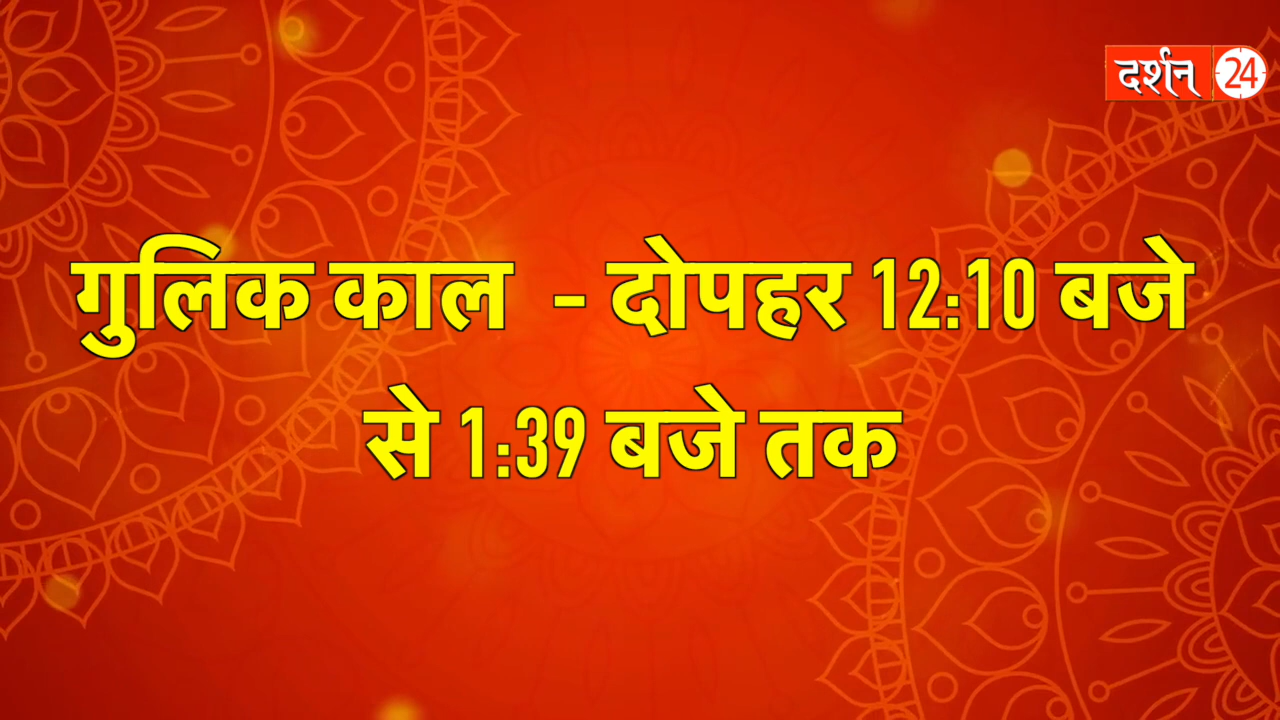 दर्शन 24
गुलिक काल - दोपहर 12:10 बजे
से 1:39 बजे तक